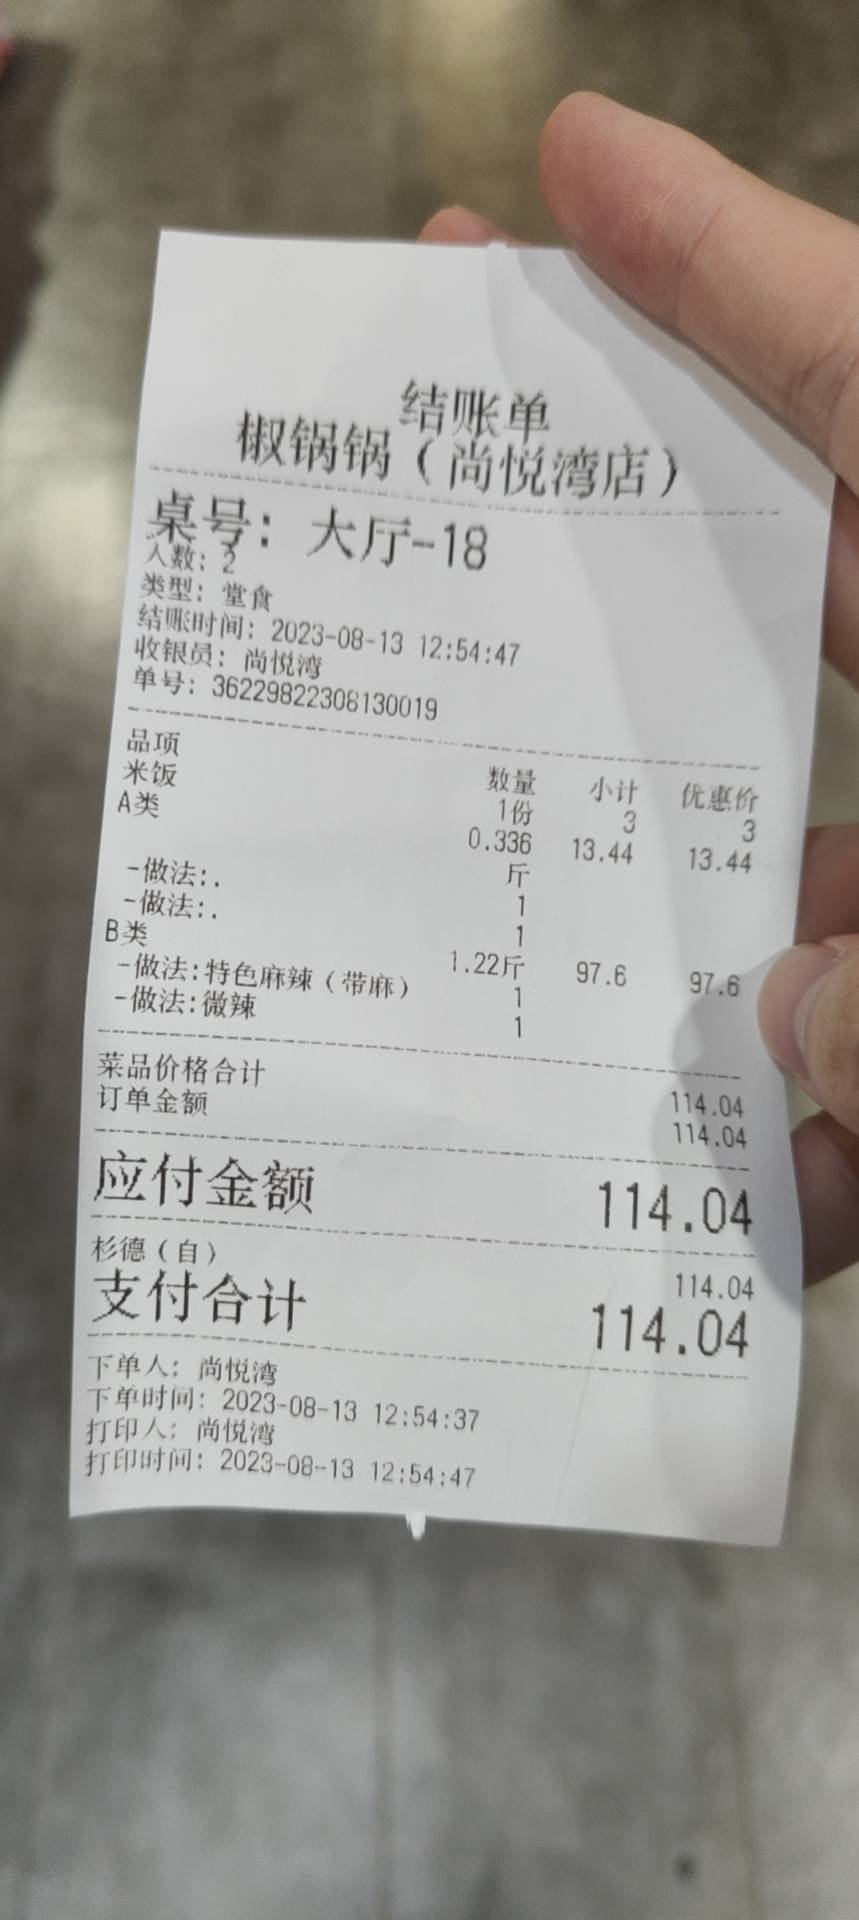 结账单
椒锅锅（尚悦湾店）
桌号：大厅-18
人数：2
类型：堂食
结账时间：2023-08-13 12:54:47
收银员：尚悦湾
单号：36229822308130019
品项 数量 小计 优惠价
米饭 1份 3 3
A类 0.336斤 13.44 13.44
-做法:. 1
-做法:. 1
B类 1.22斤 97.6 97.6
-做法:特色麻辣（带麻） 1
-做法:微辣 1
菜品价格合计 114.04
订单金额 114.04
应付金额 114.04
杉德（自） 114.04
支付合计 114.04
下单人：尚悦湾
下单时间：2023-08-13 12:54:37
打印人：尚悦湾
打印时间：2023-08-13 12:54:47